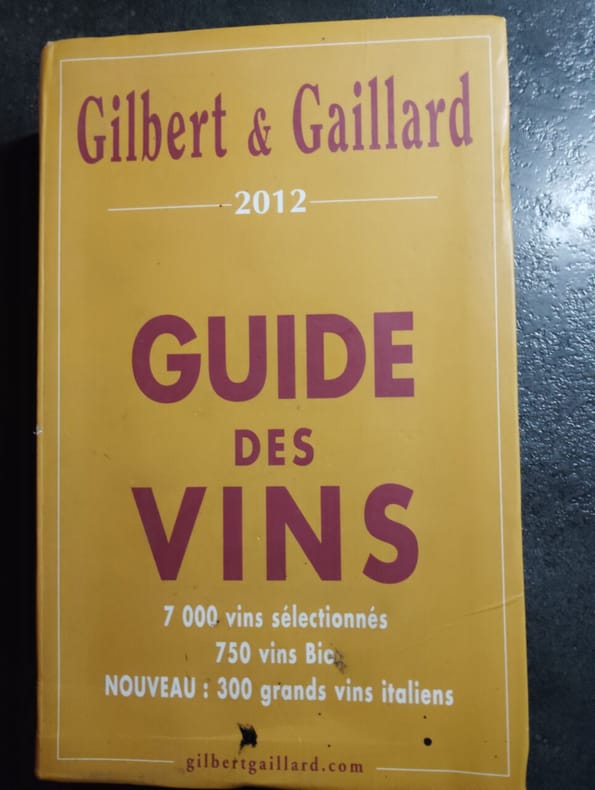 Gilbert & Gaillard
2012
GUIDE
DES
VINS
7 000 vins sélectionnés
750 vins Bio
NOUVEAU : 300 grands vins italiens
gilbertgaillard.com